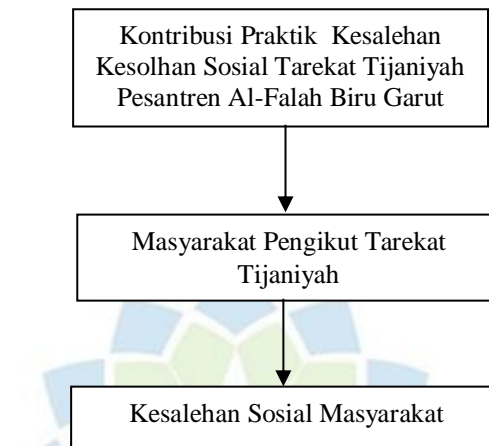 Kontribusi Praktik Kesalehan
Kesolhan Sosial Tarekat Tijaniyah
Pesantren Al-Falah Biru Garut
Masyarakat Pengikut Tarekat
Tijaniyah
Kesalehan Sosial Masyarakat